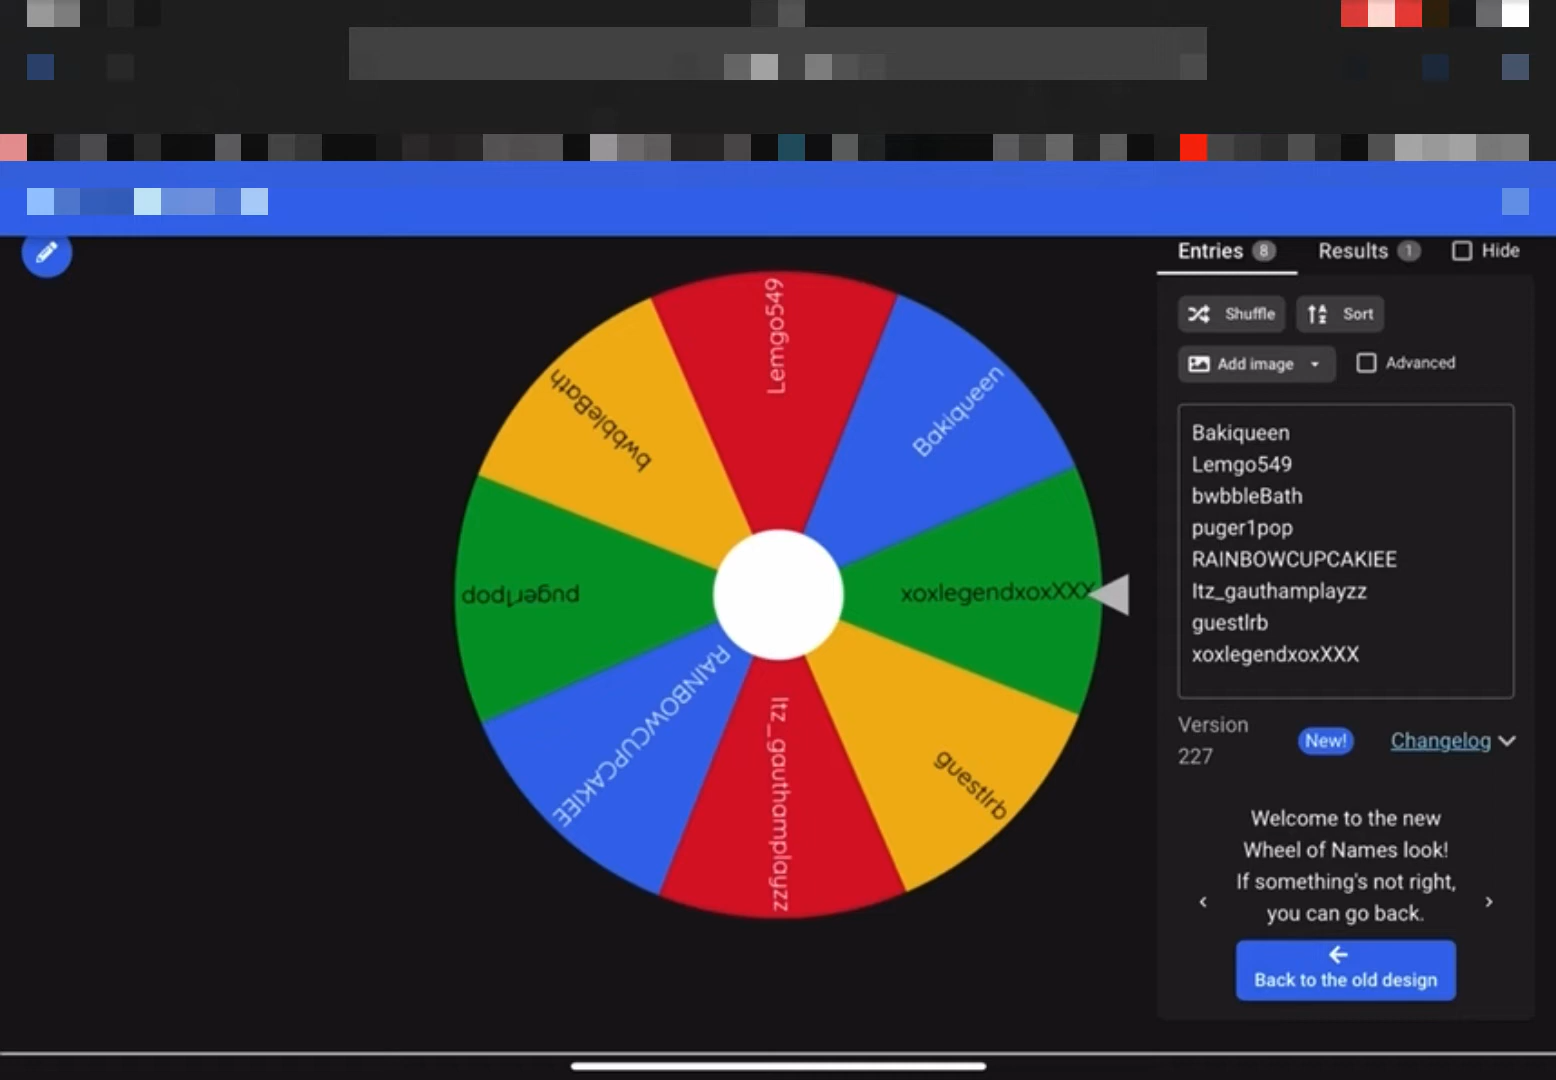 Entries 8 Results 1 Hide
Shuffle Sort
Add image Advanced
Bakiqueen
Lemgo549
bwbbleBath
puger1pop
RAINBOWCUPCAKIEE
Itz_gauthamplayzz
guestlrb
xoxlegendxoxXXX
Version
227
New!
Changelog
Welcome to the new
Wheel of Names look!
If something's not right,
you can go back.
Back to the old design
Lemgo549
Bakiqueen
xoxlegendxoxXXX
guestlrb
Itz_gauthamplayzz
RAINBOWCUPCAKIEE
puger1pop
bwbbleBath